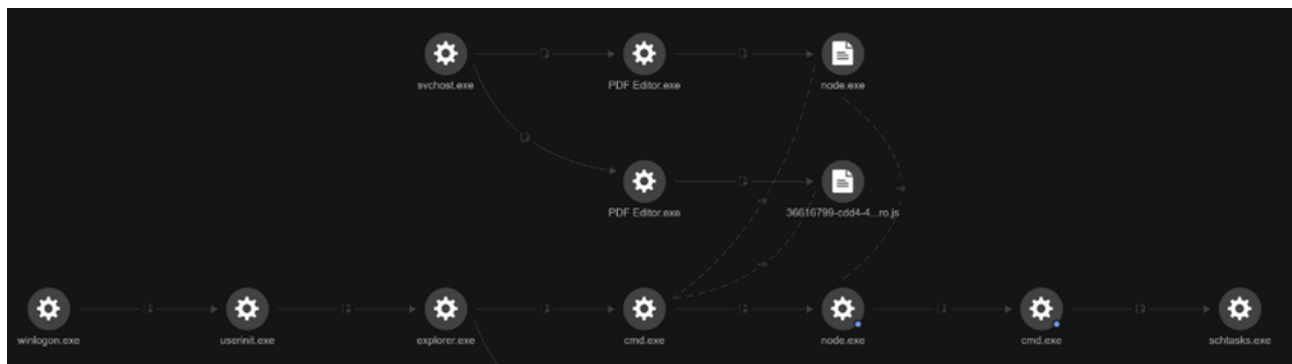 svchost.exe
PDF Editor.exe
node.exe
PDF Editor.exe
36616799-cdd4-4...ro.js
winlogon.exe
userinit.exe
explorer.exe
cmd.exe
node.exe
cmd.exe
schtasks.exe